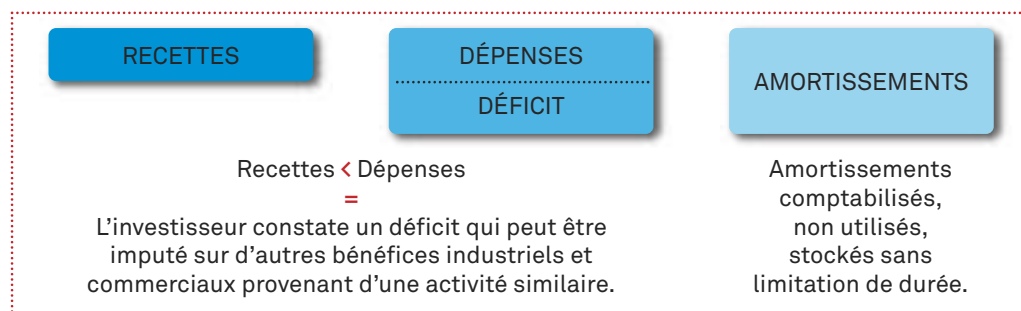 RECETTES
DÉPENSES
DÉFICIT
AMORTISSEMENTS
Recettes < Dépenses
=
L'investisseur constate un déficit qui peut être
imputé sur d'autres bénéfices industriels et
commerciaux provenant d'une activité similaire.
Amortissements
comptabilisés,
non utilisés,
stockés sans
limitation de durée.